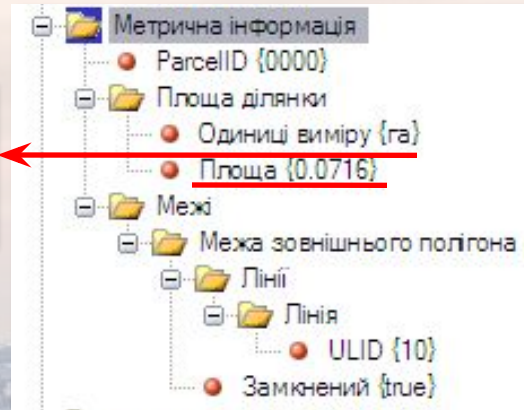 Метрична інформація
ParcelID {0000}
Площа ділянки
Одиниці виміру {га}
Площа {0.0716}
Межі
Межа зовнішнього полігона
Лінії
Лінія
ULID {10}
Замкнений {true}